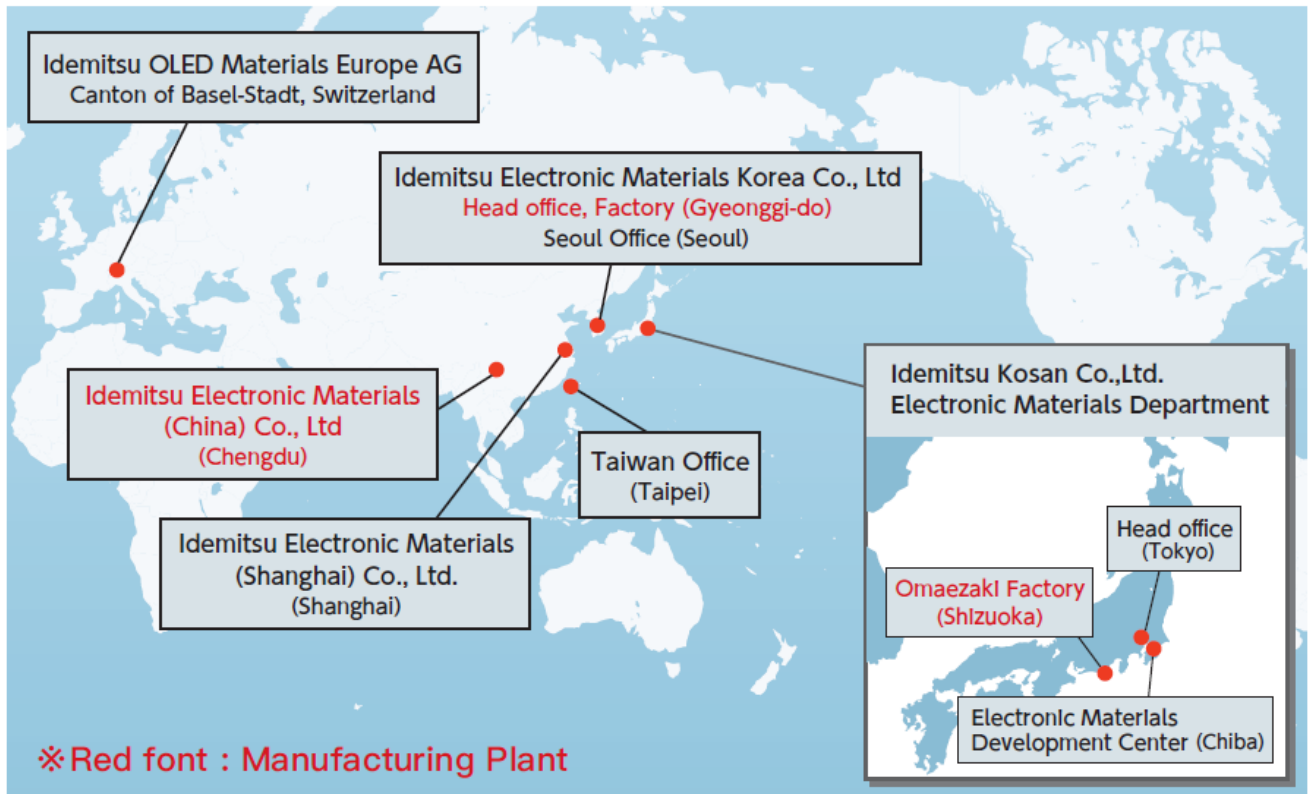 Idemitsu OLED Materials Europe AG
Canton of Basel-Stadt, Switzerland
Idemitsu Electronic Materials Korea Co., Ltd
Head office, Factory (Gyeonggi-do)
Seoul Office (Seoul)
Idemitsu Electronic Materials
(China) Co., Ltd
(Chengdu)
Idemitsu Electronic Materials
(Shanghai) Co., Ltd.
(Shanghai)
Taiwan Office
(Taipei)
Idemitsu Kosan Co.,Ltd.
Electronic Materials Department
Head office
(Tokyo)
Omaezaki Factory
(Shizuoka)
Electronic Materials
Development Center (Chiba)
※Red font : Manufacturing Plant